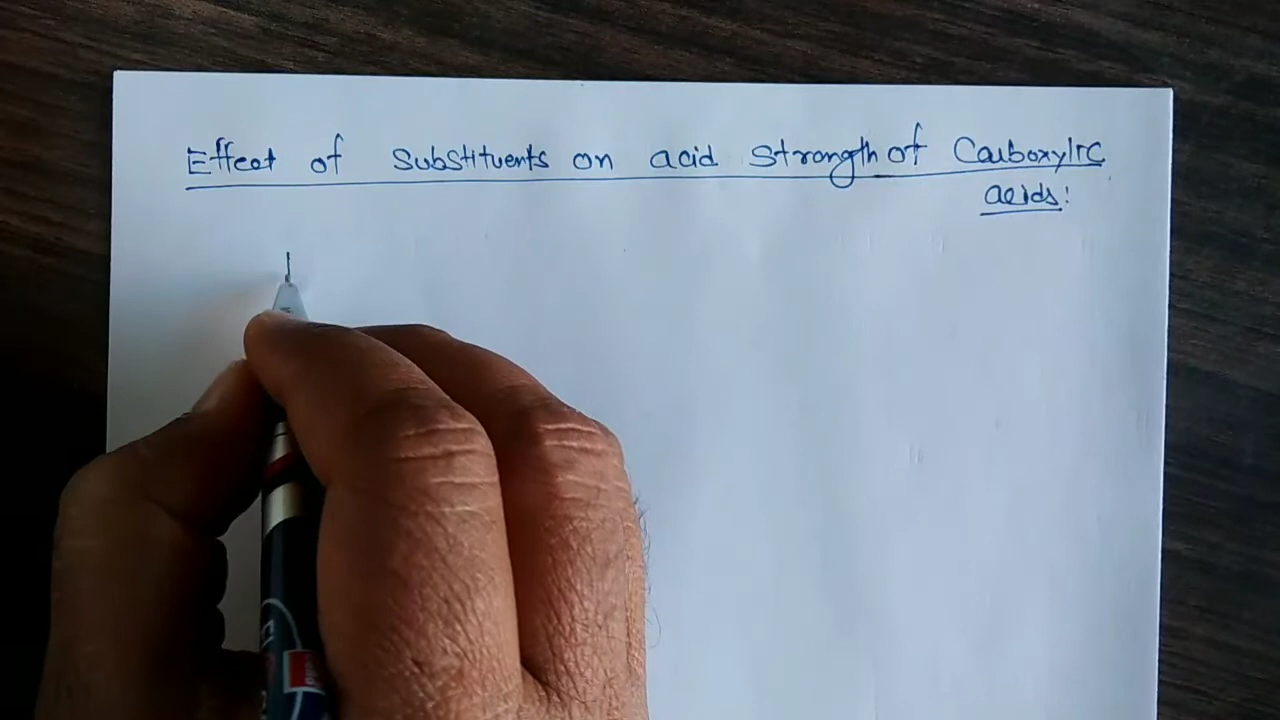 Effect of substituents on acid strength of Carboxylic
acids: